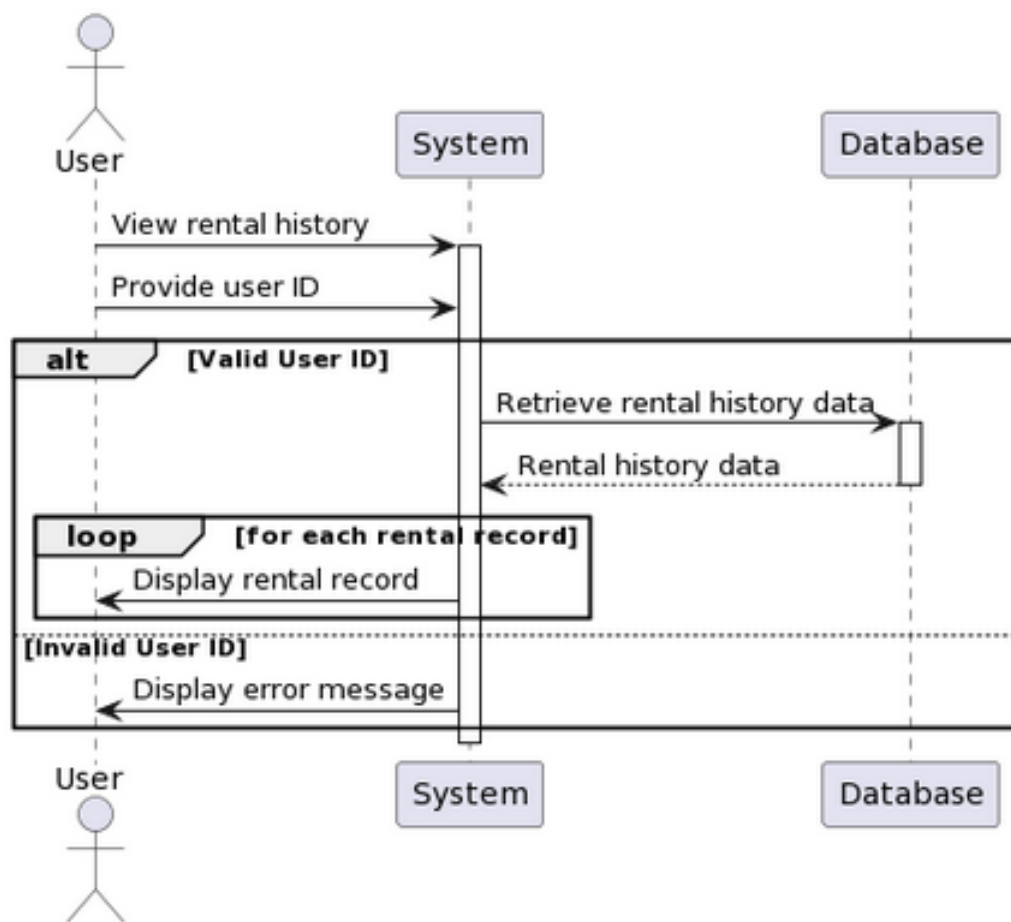 User
System
Database
View rental history
Provide user ID
alt [Valid User ID]
Retrieve rental history data
Rental history data
loop [for each rental record]
Display rental record
[Invalid User ID]
Display error message
User
System
Database